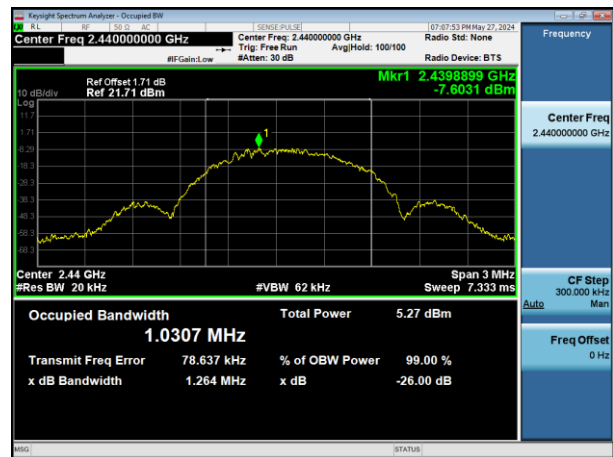 Keysight Spectrum Analyzer - Occupied BW
RL RF 50 Ω AC SENSE:PULSE 07:07:53 PM May 27, 2024
Center Freq 2.440000000 GHz
Center Freq: 2.440000000 GHz Radio Std: None
Trig: Free Run Avg|Hold: 100/100
#IFGain:Low #Atten: 30 dB Radio Device: BTS
Frequency
Ref Offset 1.71 dB
10 dB/div Ref 21.71 dBm
Mkr1 2.4398899 GHz
-7.6031 dBm
Log
11.7
1.71
-8.29
-18.3
-28.3
-38.3
-48.3
-58.3
-68.3
1
Center 2.44 GHz Span 3 MHz
#Res BW 20 kHz #VBW 62 kHz Sweep 7.333 ms
Occupied Bandwidth Total Power 5.27 dBm
1.0307 MHz
Transmit Freq Error 78.637 kHz % of OBW Power 99.00 %
x dB Bandwidth 1.264 MHz x dB -26.00 dB
Center Freq
2.440000000 GHz
CF Step
300.000 kHz
Auto Man
Freq Offset
0 Hz
MSG STATUS